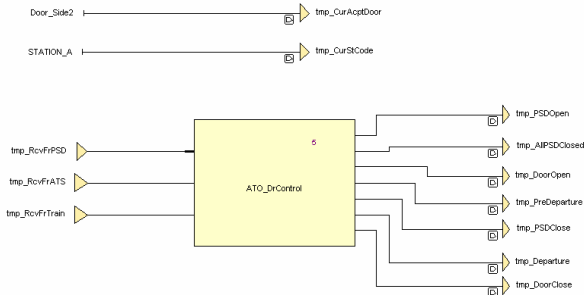 Door_Side2
tmp_CurAcptDoor
STATION_A
tmp_CurStCode
tmp_PSDOpen
5
tmp_AllPSDClosed
tmp_RcvFrPSD
tmp_DoorOpen
tmp_RcvFrATS
ATO_DrControl
tmp_PreDeparture
tmp_RcvFrTrain
tmp_PSDClose
tmp_Departure
tmp_DoorClose